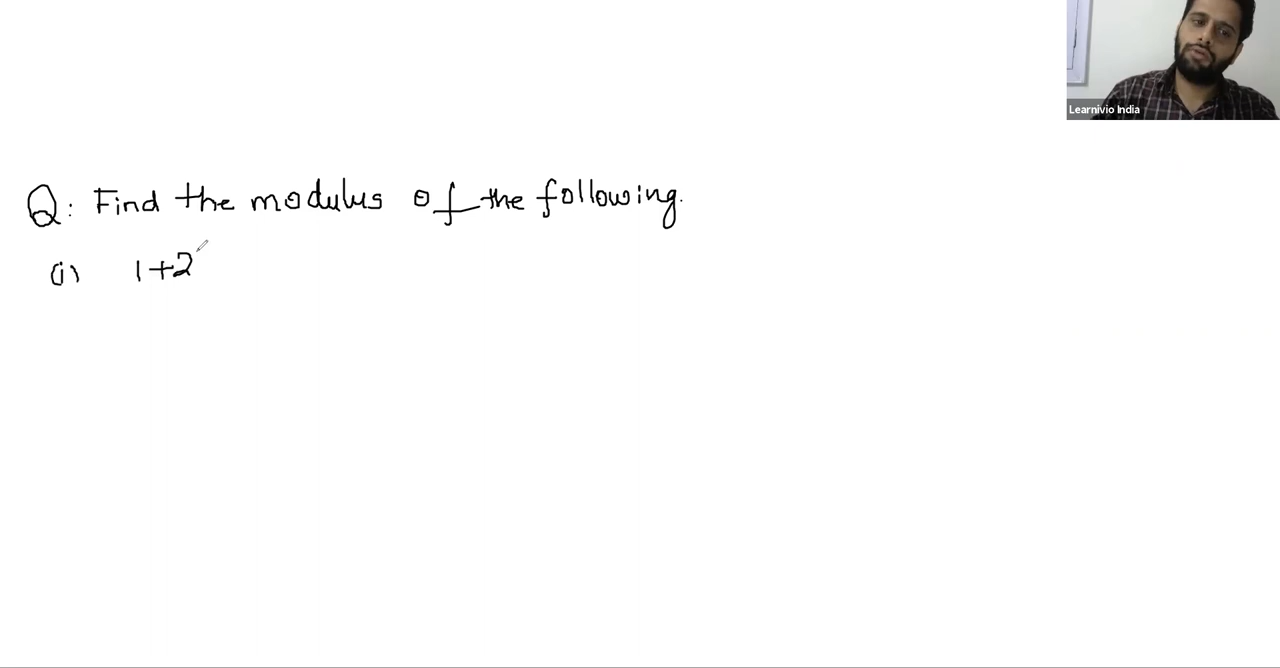 Learnivio India
Q: Find the modulus of the following.
(i) 1+2